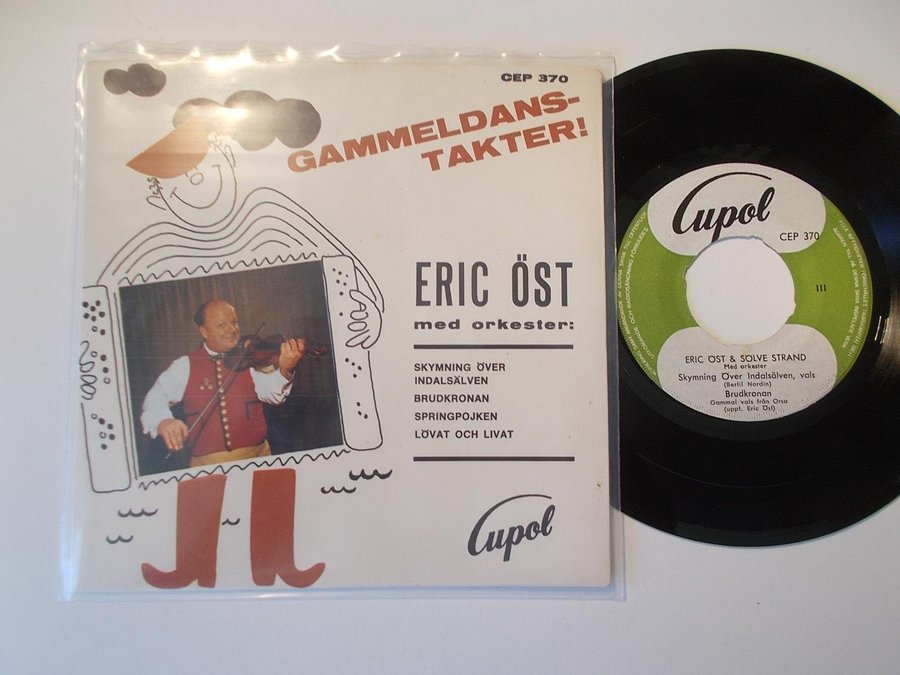 CEP 370
GAMMELDANS-
TAKTER!
ERIC ÖST
med orkester:
SKYMNING ÖVER
INDALSÄLVEN
BRUDKRONAN
SPRINGPOJKEN
LÖVAT OCH LIVAT
Cupol
Cupol
CEP 370
III
ERIC ÖST & SÖLVE STRAND
Med orkester
Skymning Över Indalsälven, vals
(Bertil Nordin)
Brudkronan
Gammal vals från Orsa
(uppt. Eric Öst)